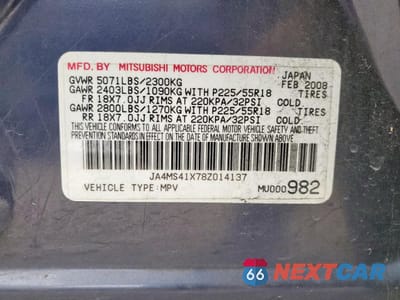 MFD. BY MITSUBISHI MOTORS CORPORATION JAPAN
GVWR 5071LBS/2300KG FEB 2008
GAWR 2403LBS/1090KG WITH P225/55R18 TIRES
FR 18X7.0JJ RIMS AT 220KPA/32PSI COLD
GAWR 2800LBS/1270KG WITH P225/55R18 TIRES
RR 18X7.0JJ RIMS AT 220KPA/32PSI COLD
THIS VEHICLE CONFORMS TO ALL APPLICABLE FEDERAL
MOTOR VEHICLE SAFETY AND THEFT PREVENTION
STANDARDS IN EFFECT ON THE DATE OF MANUFACTURE
SHOWN ABOVE.
JA4MS41X78Z014137
VEHICLE TYPE:MPV MU000982
66 NEXTCAR